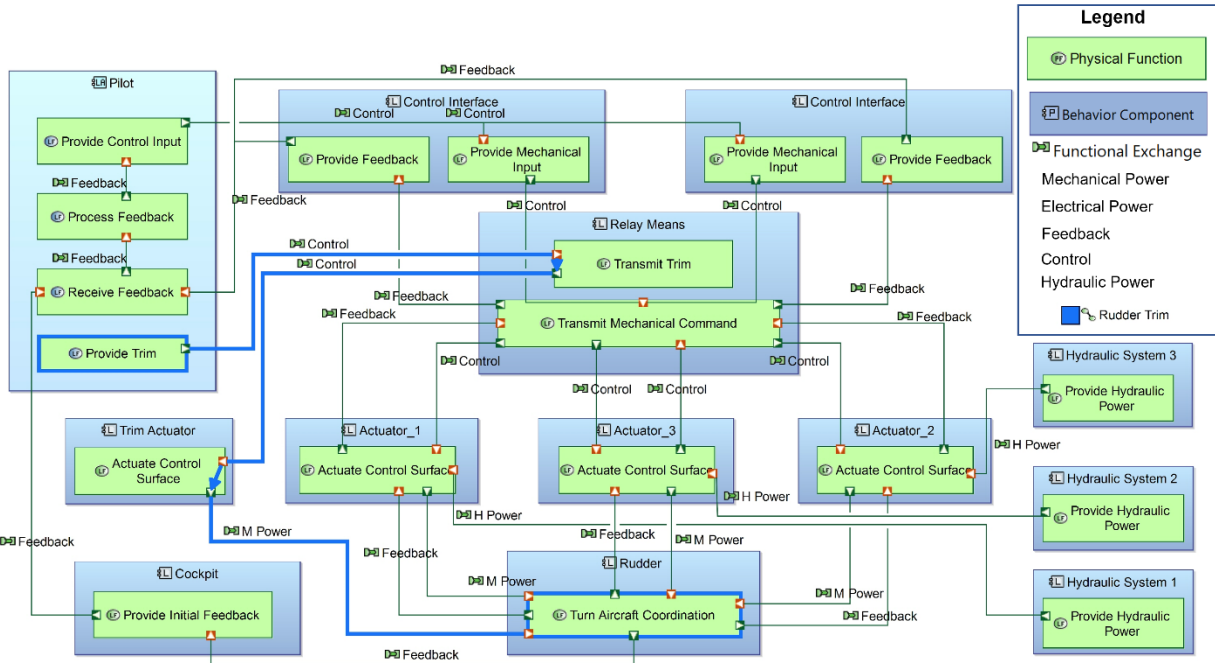 Legend
Physical Function
Behavior Component
Functional Exchange
Mechanical Power
Electrical Power
Feedback
Control
Hydraulic Power
Rudder Trim
Feedback
Feedback
Pilot
Control Interface
Control Interface
Control
Control
Control
Provide Control Input
Provide Feedback
Provide Mechanical
Input
Provide Mechanical
Input
Provide Feedback
Feedback
Feedback
Process Feedback
Control
Control
Relay Means
Feedback
Control
Control
Transmit Trim
Receive Feedback
Feedback
Feedback
Feedback
Transmit Mechanical Command
Feedback
Provide Trim
Control
Control
Control
Control
Hydraulic System 3
Provide Hydraulic
Power
Trim Actuator
Actuator_1
Actuator_3
Actuator_2
H Power
Actuate Control
Surface
Actuate Control Surface
Actuate Control Surface
Actuate Control Surface
Hydraulic System 2
Provide Hydraulic
Power
H Power
H Power
M Power
Feedback
Feedback
Feedback
M Power
Cockpit
Rudder
Hydraulic System 1
M Power
M Power
Provide Initial Feedback
Turn Aircraft Coordination
Feedback
Provide Hydraulic
Power
Feedback